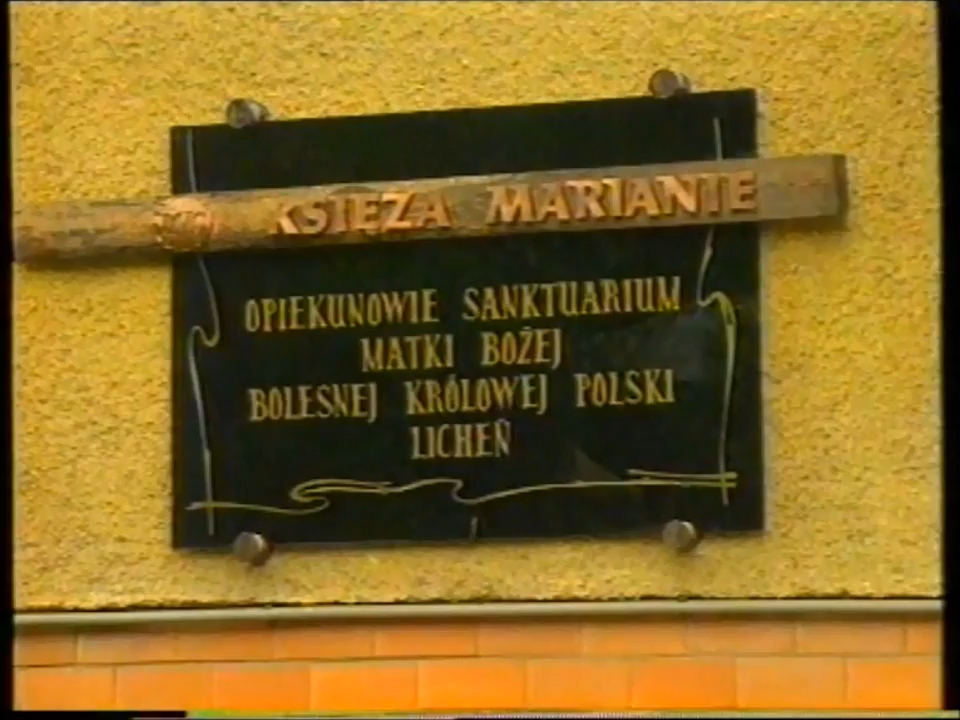 KSIĘŻA MARIANIE
OPIEKUNOWIE SANKTUARIUM
MATKI BOŻEJ
BOLESNEJ KRÓLOWEJ POLSKI
LICHEŃ